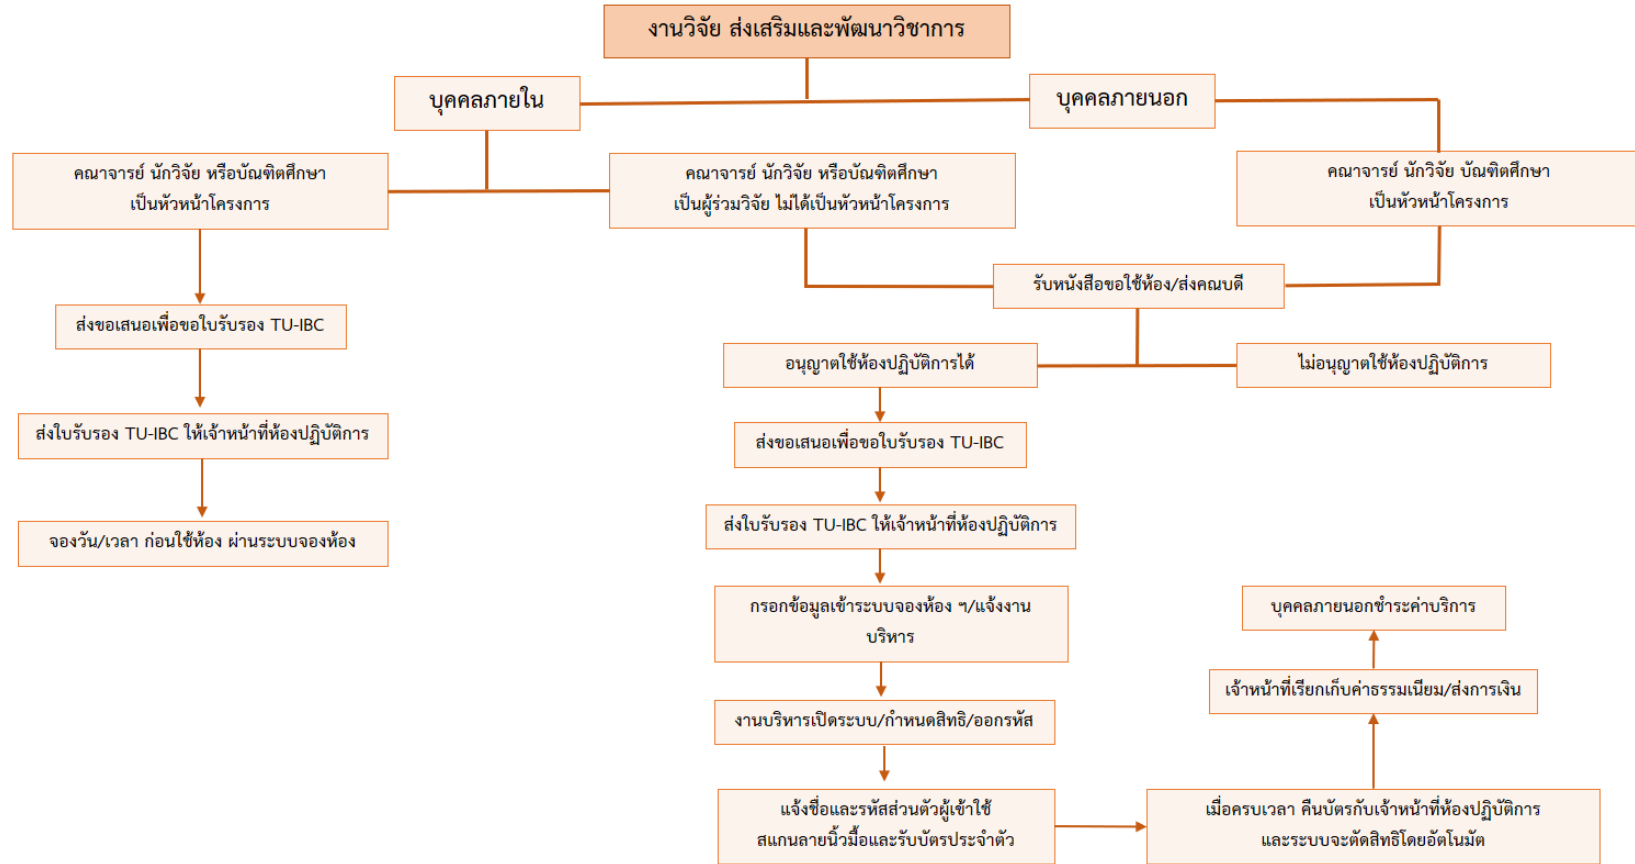 งานวิจัย ส่งเสริมและพัฒนาวิชาการ
บุคคลภายใน
บุคคลภายนอก
คณาจารย์ นักวิจัย หรือบัณฑิตศึกษา
เป็นหัวหน้าโครงการ
คณาจารย์ นักวิจัย หรือบัณฑิตศึกษา
เป็นผู้ร่วมวิจัย ไม่ได้เป็นหัวหน้าโครงการ
คณาจารย์ นักวิจัย บัณฑิตศึกษา
เป็นหัวหน้าโครงการ
รับหนังสือขอใช้ห้อง/ส่งคณบดี
ส่งขอเสนอเพื่อขอใบรับรอง TU-IBC
อนุญาตใช้ห้องปฏิบัติการได้
ไม่อนุญาตใช้ห้องปฏิบัติการ
ส่งใบรับรอง TU-IBC ให้เจ้าหน้าที่ห้องปฏิบัติการ
ส่งขอเสนอเพื่อขอใบรับรอง TU-IBC
จองวัน/เวลา ก่อนใช้ห้อง ผ่านระบบจองห้อง
ส่งใบรับรอง TU-IBC ให้เจ้าหน้าที่ห้องปฏิบัติการ
กรอกข้อมูลเข้าระบบจองห้อง ฯ/แจ้งงาน
บริหาร
บุคคลภายนอกชำระค่าบริการ
เจ้าหน้าที่เรียกเก็บค่าธรรมเนียม/ส่งการเงิน
งานบริหารเปิดระบบ/กำหนดสิทธิ/ออกรหัส
แจ้งชื่อและรหัสส่วนตัวผู้เข้าใช้
สแกนลายนิ้วมือและรับบัตรประจำตัว
เมื่อครบเวลา คืนบัตรกับเจ้าหน้าที่ห้องปฏิบัติการ
และระบบจะตัดสิทธิโดยอัตโนมัต